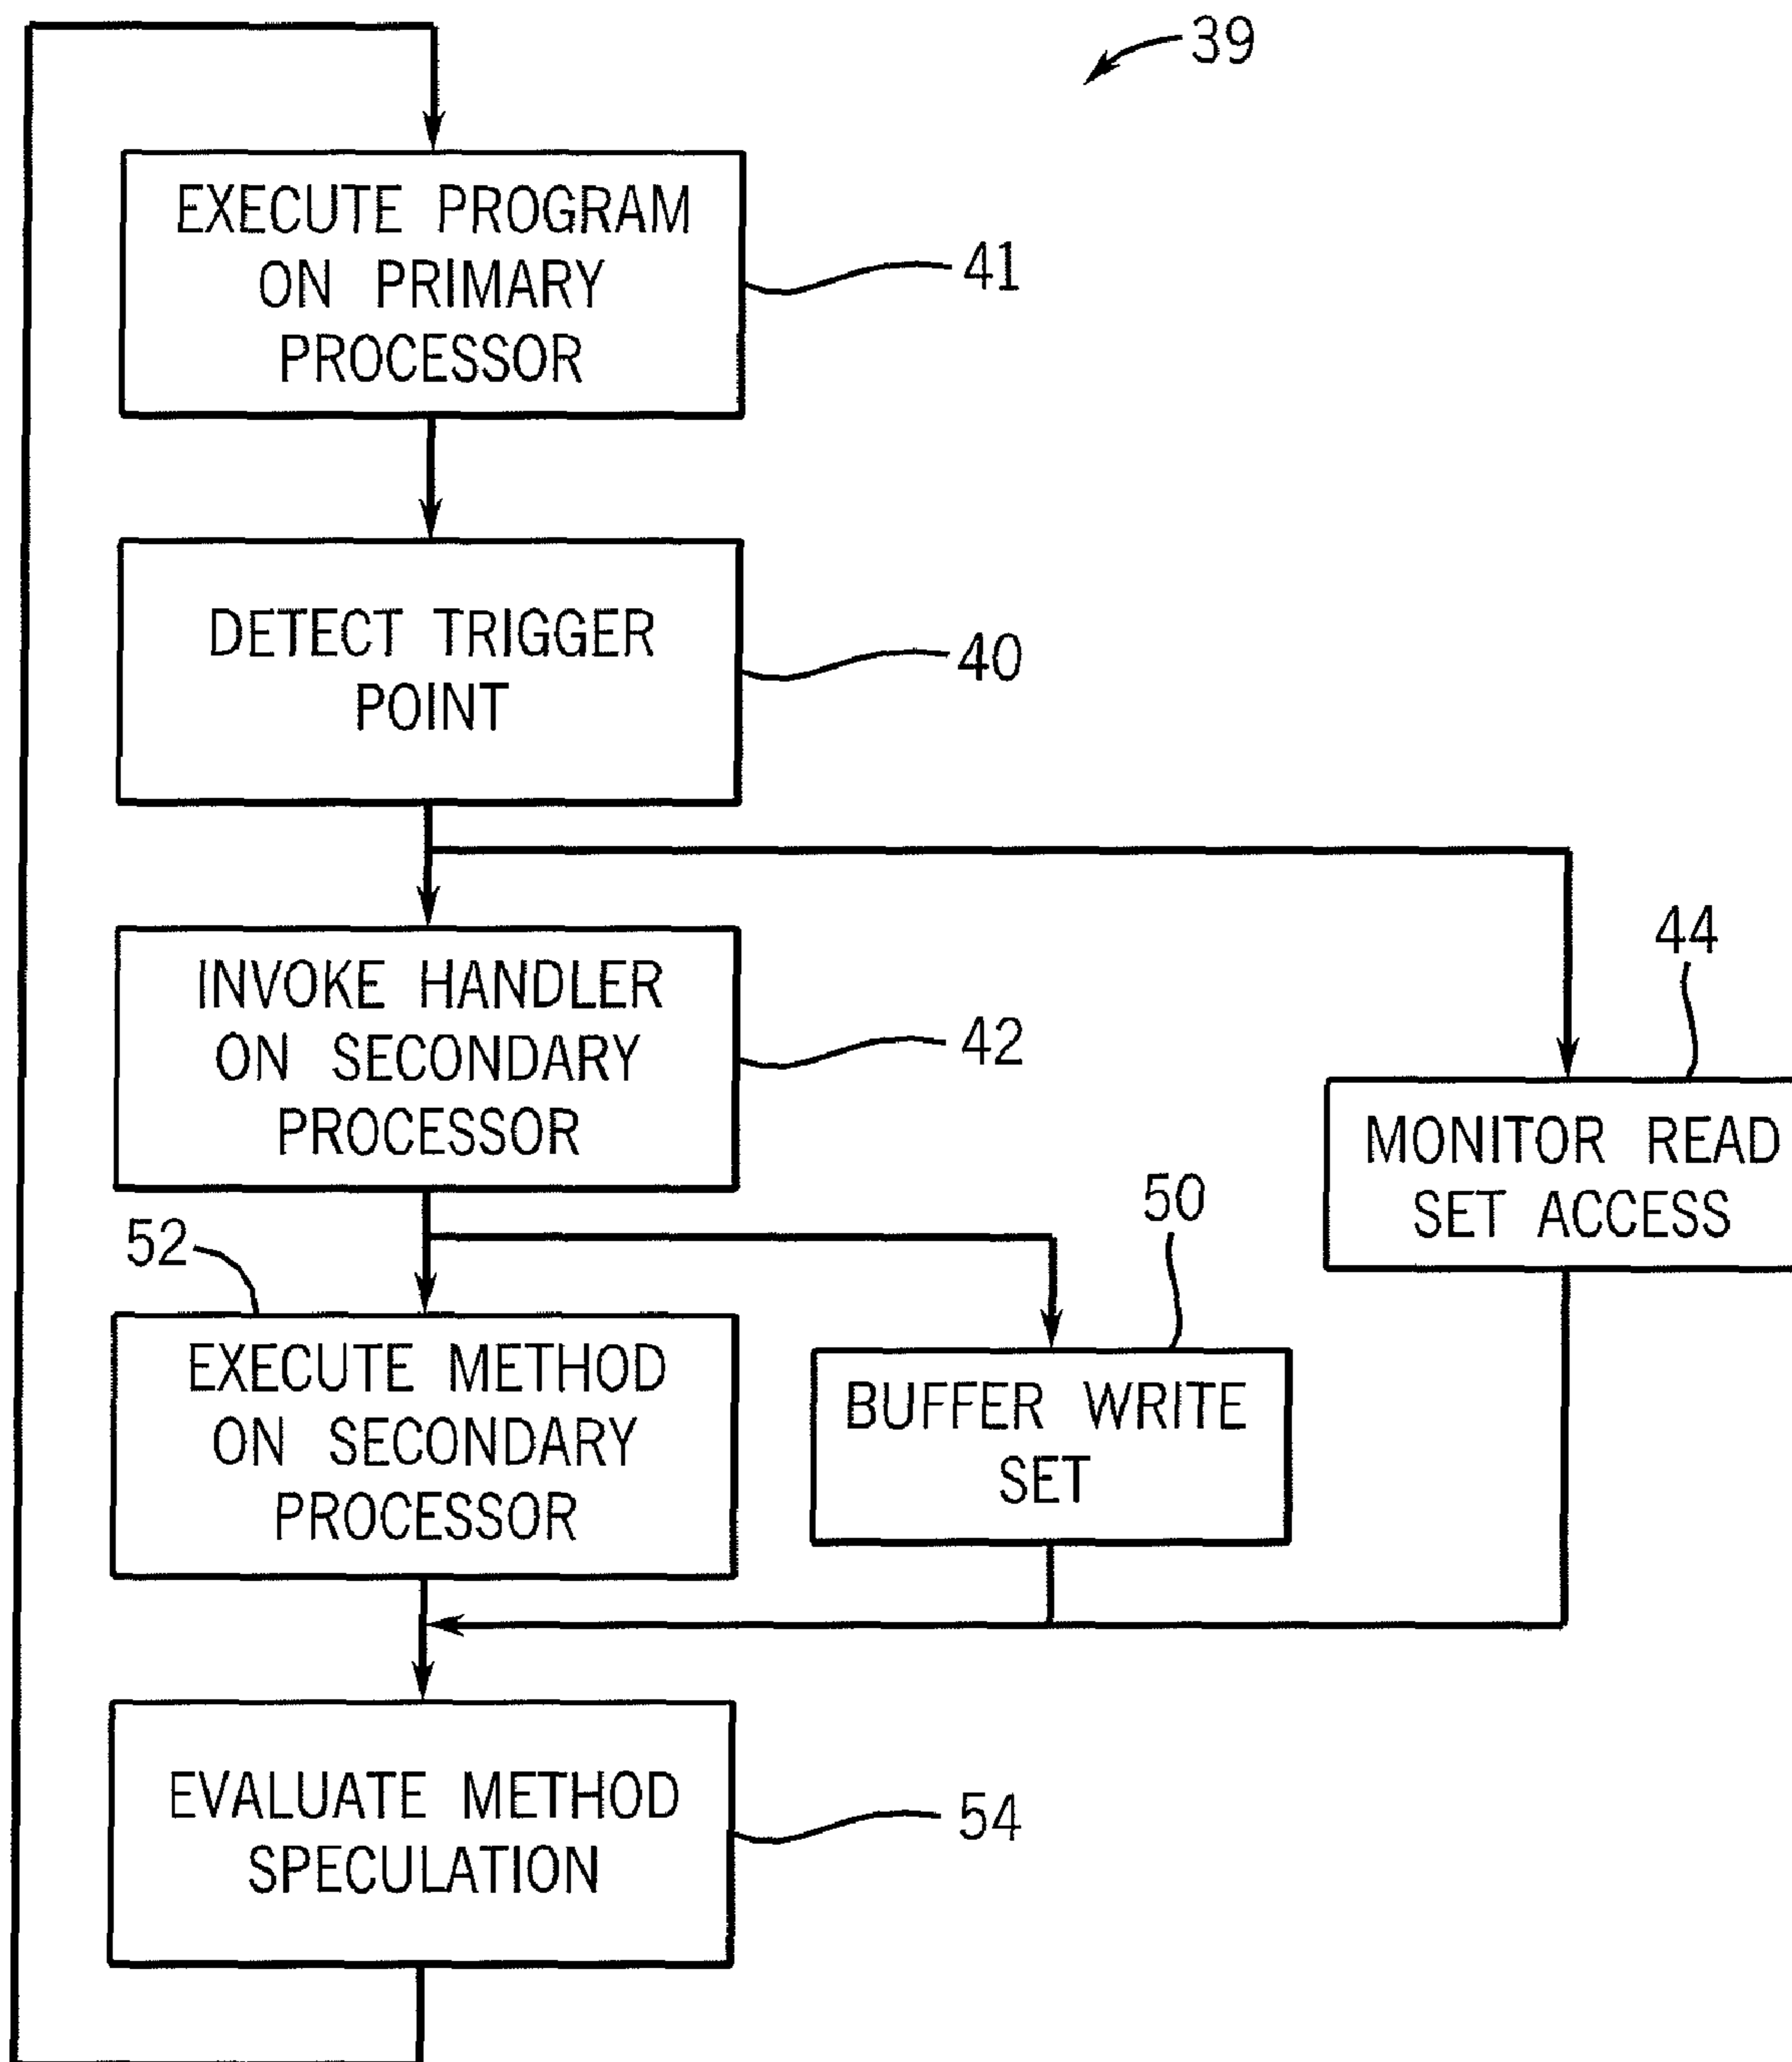 39
EXECUTE PROGRAM
ON PRIMARY
PROCESSOR
41
DETECT TRIGGER
POINT
40
INVOKE HANDLER
ON SECONDARY
PROCESSOR
42
44
MONITOR READ
SET ACCESS
52
EXECUTE METHOD
ON SECONDARY
PROCESSOR
50
BUFFER WRITE
SET
EVALUATE METHOD
SPECULATION
54